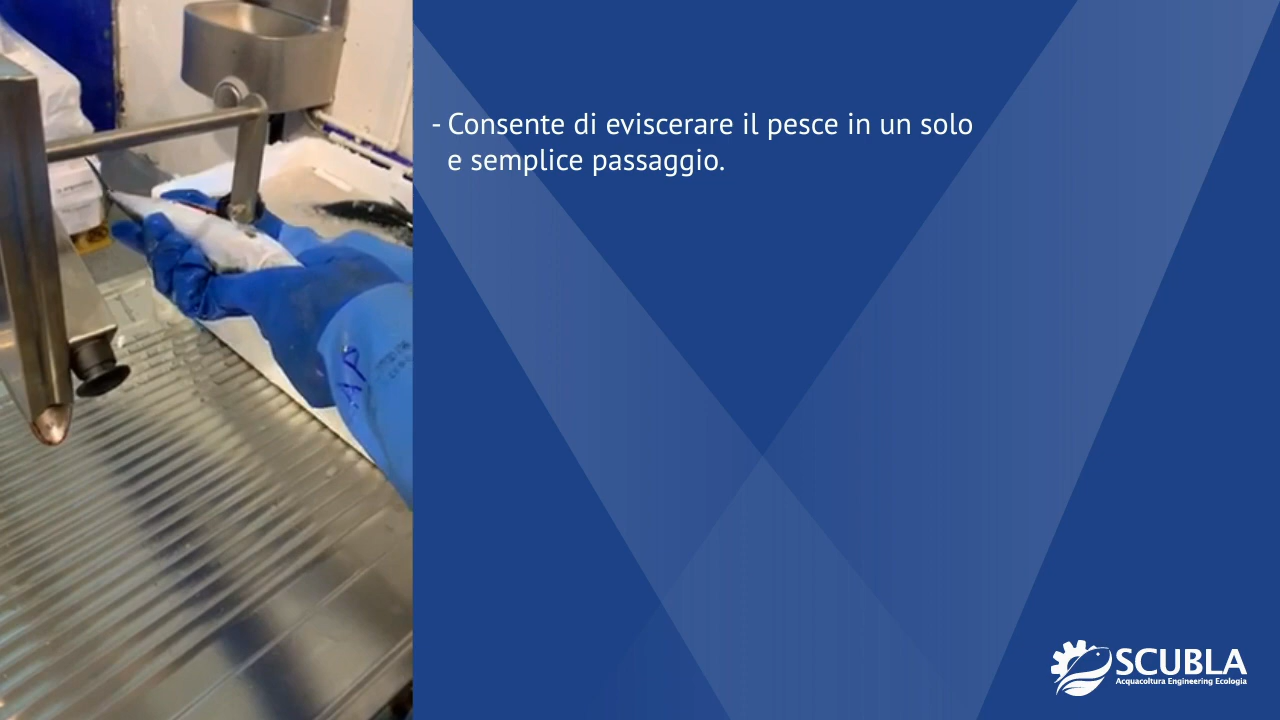 - Consente di eviscerare il pesce in un solo
e semplice passaggio.
SCUBLA
Acquacoltura Engineering Ecologia